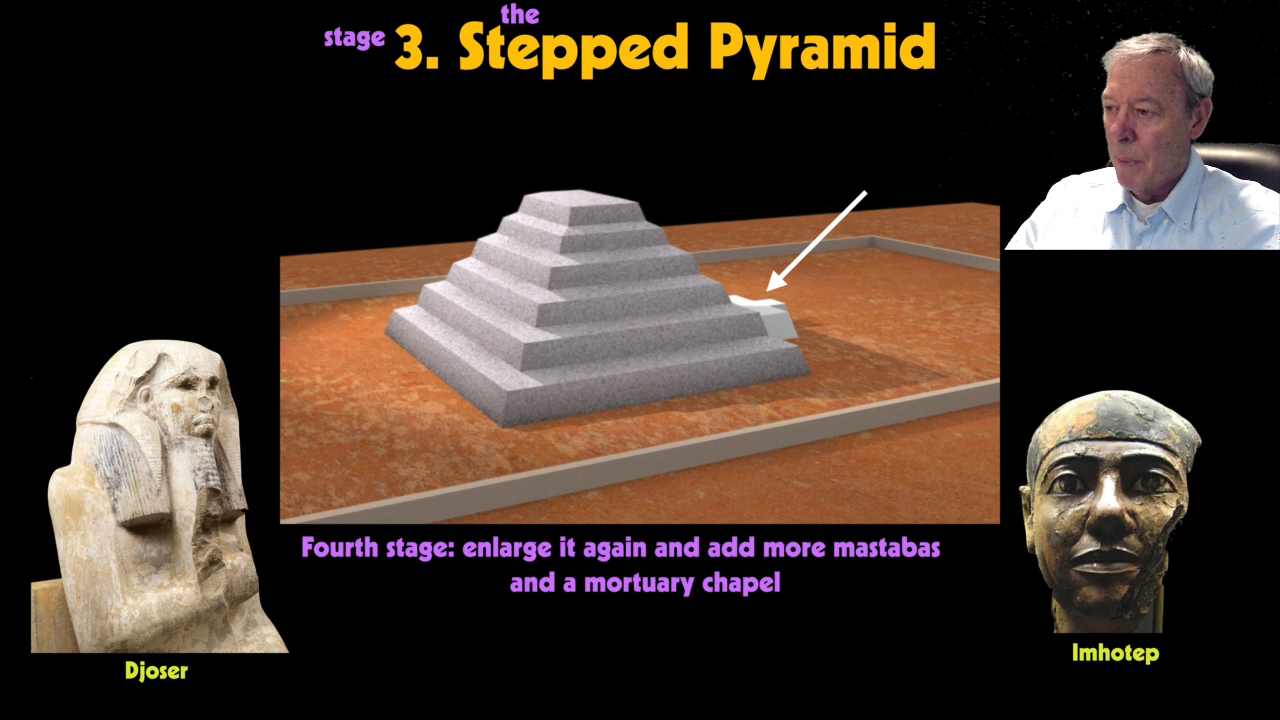 the
stage 3. Stepped Pyramid
Fourth stage: enlarge it again and add more mastabas
and a mortuary chapel
Djoser
Imhotep